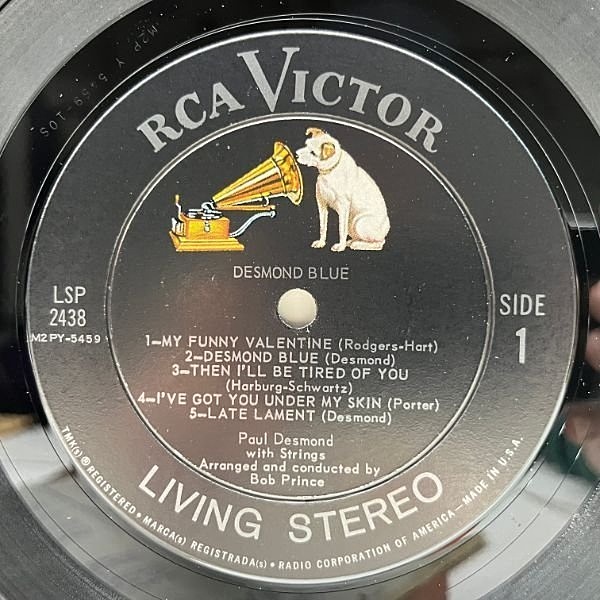 M2P Y 5459-10S
RCA VICTOR
DESMOND BLUE
LSP
2438
M2PY-5459
SIDE
1
1—MY FUNNY VALENTINE (Rodgers-Hart)
2—DESMOND BLUE (Desmond)
3—THEN I'LL BE TIRED OF YOU
(Harburg-Schwartz)
4—I'VE GOT YOU UNDER MY SKIN (Porter)
5—LATE LAMENT (Desmond)
Paul Desmond
with Strings
Arranged and conducted by
Bob Prince
LIVING STEREO
TMK(s) ® REGISTERED • MARCA(s) REGISTRADA(s) • RADIO CORPORATION OF AMERICA — MADE IN U.S.A.